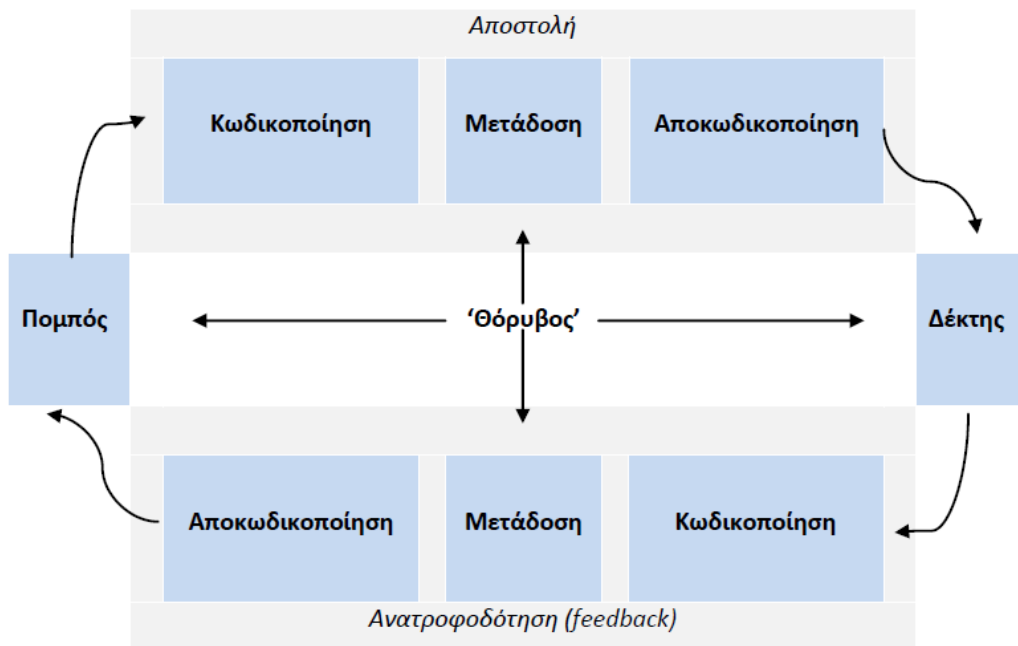 Αποστολή
Κωδικοποίηση
Μετάδοση
Αποκωδικοποίηση
Πομπός
‘Θόρυβος’
Δέκτης
Αποκωδικοποίηση
Μετάδοση
Κωδικοποίηση
Ανατροφοδότηση (feedback)